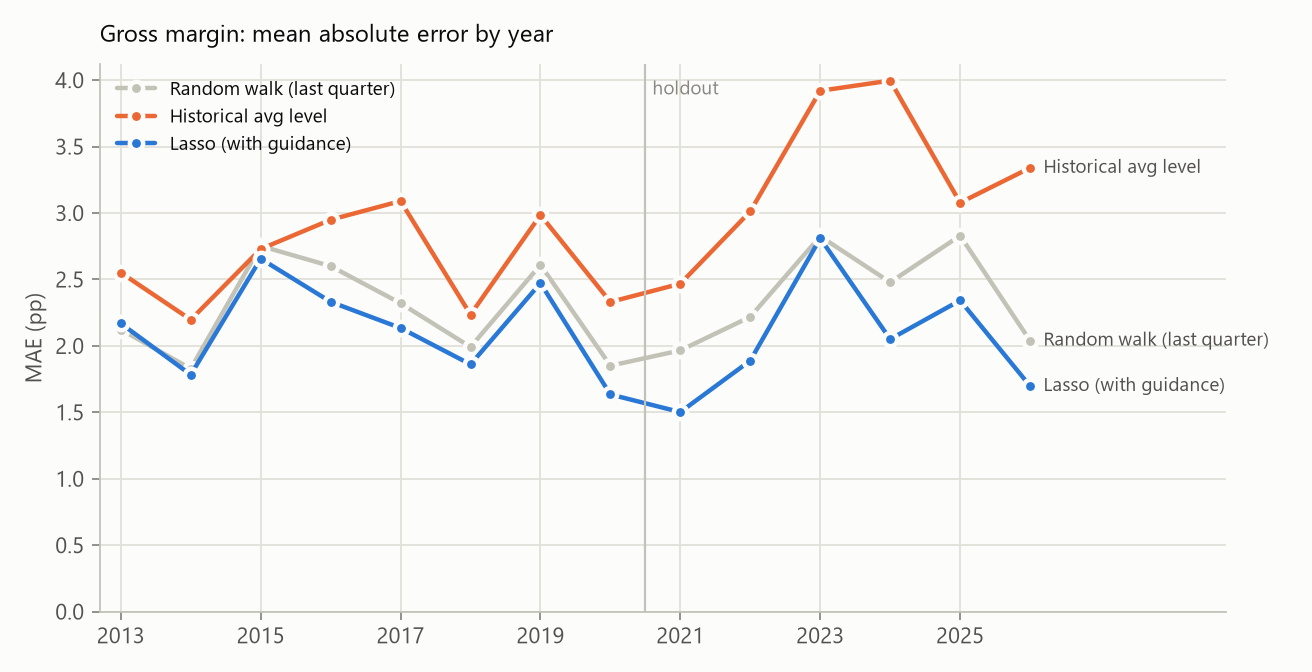 Gross margin: mean absolute error by year
MAE (pp)
4.0
3.5
3.0
2.5
2.0
1.5
1.0
0.5
0.0
Random walk (last quarter)
Historical avg level
Lasso (with guidance)
holdout
Historical avg level
Random walk (last quarter)
Lasso (with guidance)
2013 2015 2017 2019 2021 2023 2025